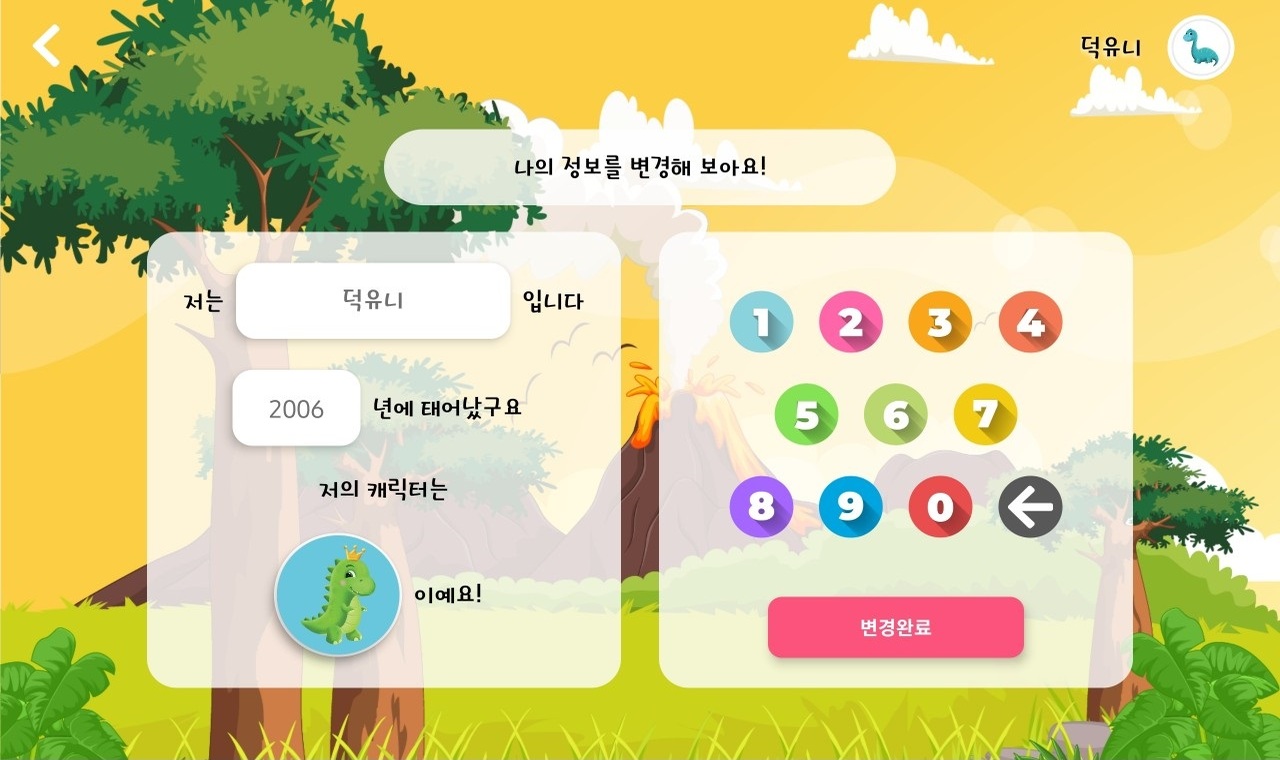 덕유니
나의 정보를 변경해 보아요!
저는 덕유니 입니다
2006 년에 태어났구요
저의 캐릭터는
이예요!
1 2 3 4
5 6 7
8 9 0
변경완료